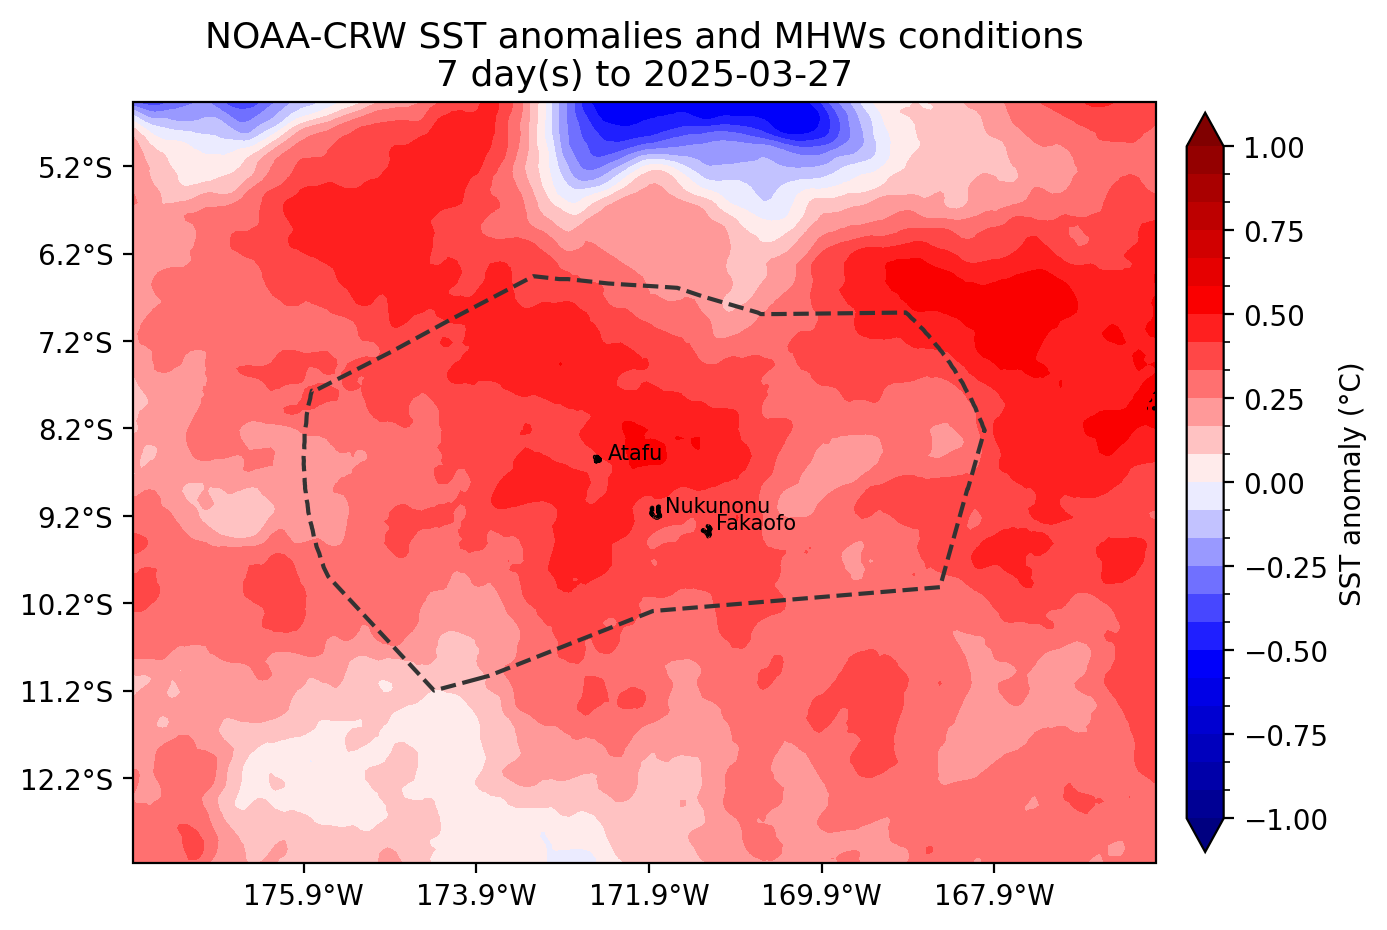 NOAA-CRW SST anomalies and MHWs conditions
7 day(s) to 2025-03-27
5.2°S
6.2°S
7.2°S
8.2°S
9.2°S
10.2°S
11.2°S
12.2°S
Atafu
Nukunonu
Fakaofo
175.9°W
173.9°W
171.9°W
169.9°W
167.9°W
1.00
0.75
0.50
0.25
0.00
−0.25
−0.50
−0.75
−1.00
SST anomaly (°C)